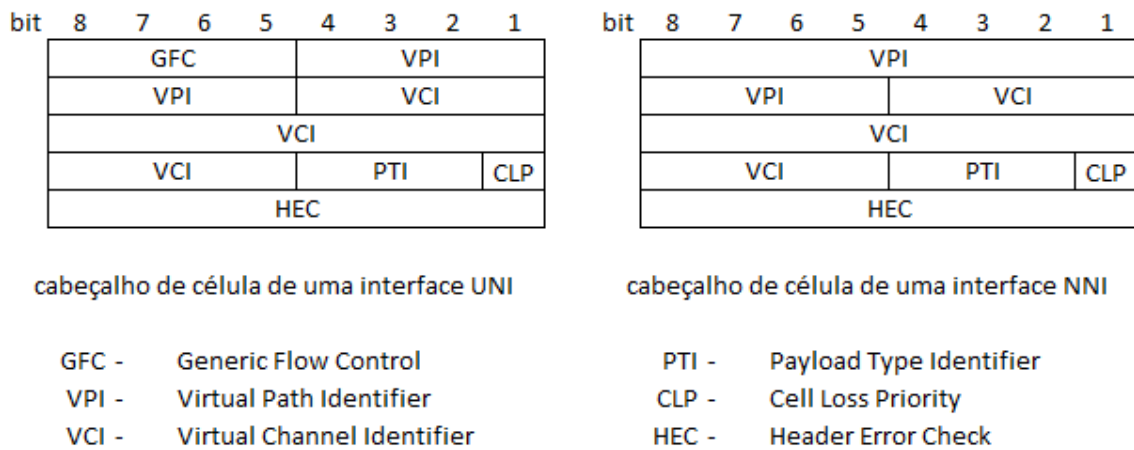 bit 8 7 6 5 4 3 2 1
GFC VPI
VPI VCI
VCI
VCI PTI CLP
HEC
cabeçalho de célula de uma interface UNI
bit 8 7 6 5 4 3 2 1
VPI
VPI VCI
VCI
VCI PTI CLP
HEC
cabeçalho de célula de uma interface NNI
GFC - Generic Flow Control
VPI - Virtual Path Identifier
VCI - Virtual Channel Identifier
PTI - Payload Type Identifier
CLP - Cell Loss Priority
HEC - Header Error Check